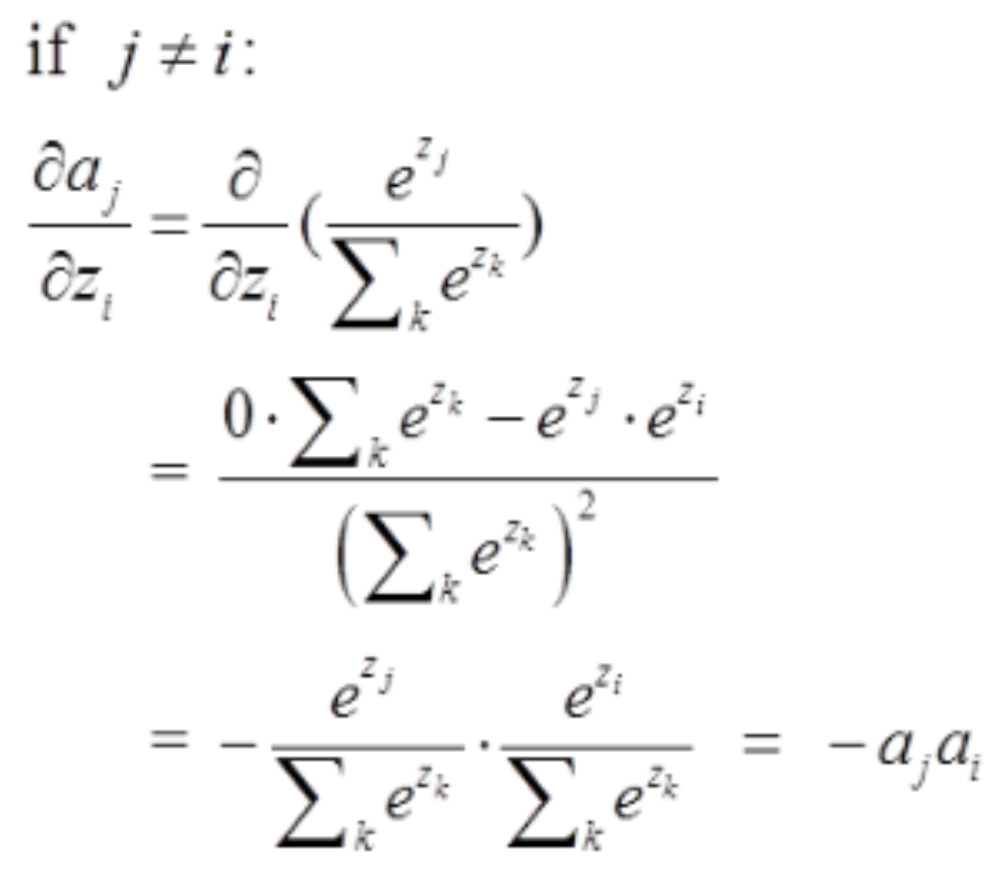 if j ≠ i:
∂a_j/∂z_i = ∂/∂z_i (e^{z_j}/∑_k e^{z_k})
= (0·∑_k e^{z_k} − e^{z_j}·e^{z_i})/(∑_k e^{z_k})^2
= −e^{z_j}/∑_k e^{z_k} · e^{z_i}/∑_k e^{z_k} = −a_j a_i